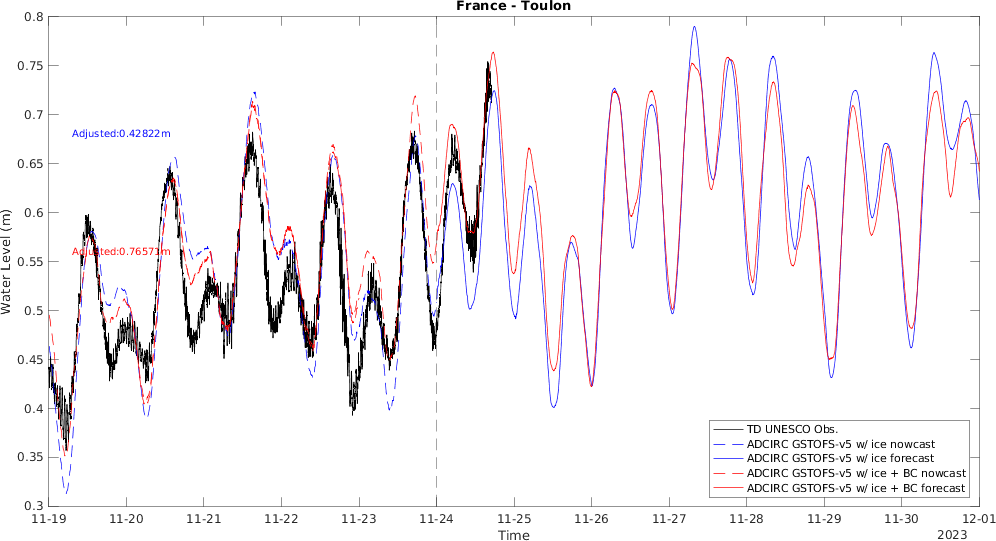 France - Toulon
Water Level (m)
0.8
0.75
0.7
0.65
0.6
0.55
0.5
0.45
0.4
0.35
0.3
Adjusted:0.42822m
Adjusted:0.76571m
TD UNESCO Obs.
ADCIRC GSTOFS-v5 w/ ice nowcast
ADCIRC GSTOFS-v5 w/ ice forecast
ADCIRC GSTOFS-v5 w/ ice + BC nowcast
ADCIRC GSTOFS-v5 w/ ice + BC forecast
11-19 11-20 11-21 11-22 11-23 11-24 11-25 11-26 11-27 11-28 11-29 11-30 12-01
Time
2023